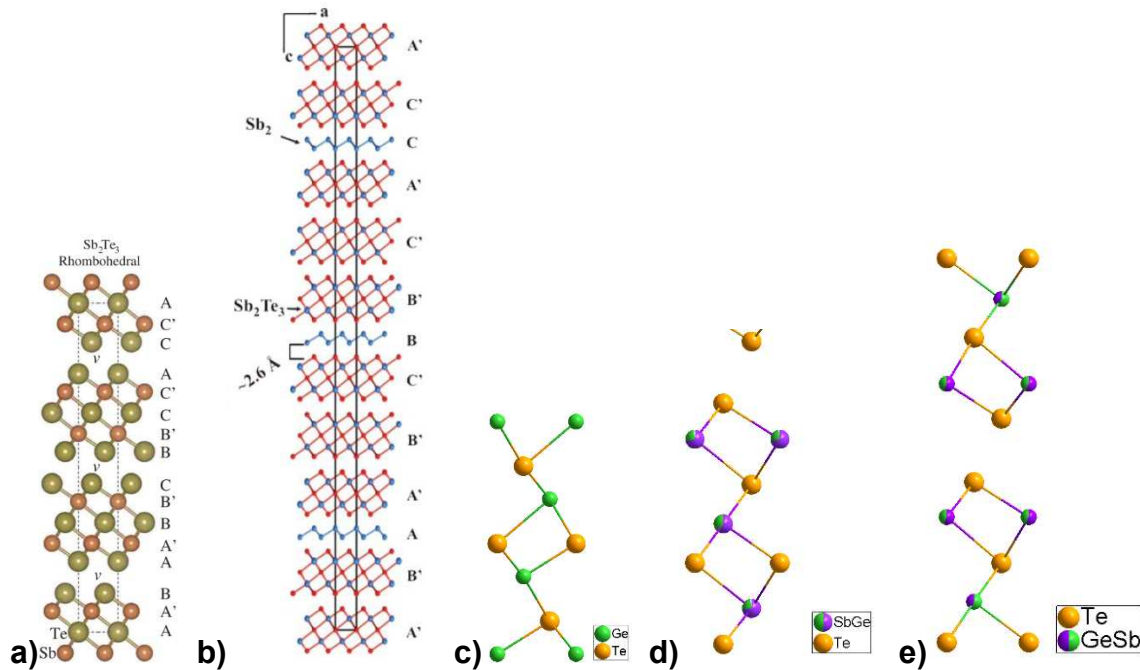 Sb₂Te₃
Rhombohedral
A
C'
C
v
A
C'
C
B'
B
v
C
B'
B
A'
A
v
B
A'
Te A
Sb
a)
a
c
A'
C'
Sb₂
C
A'
C'
Sb₂Te₃ B'
B
~2.6 Å
C'
B'
A'
A
B'
A'
b)
Ge
Te
c)
SbGe
Te
d)
Te
GeSb
e)